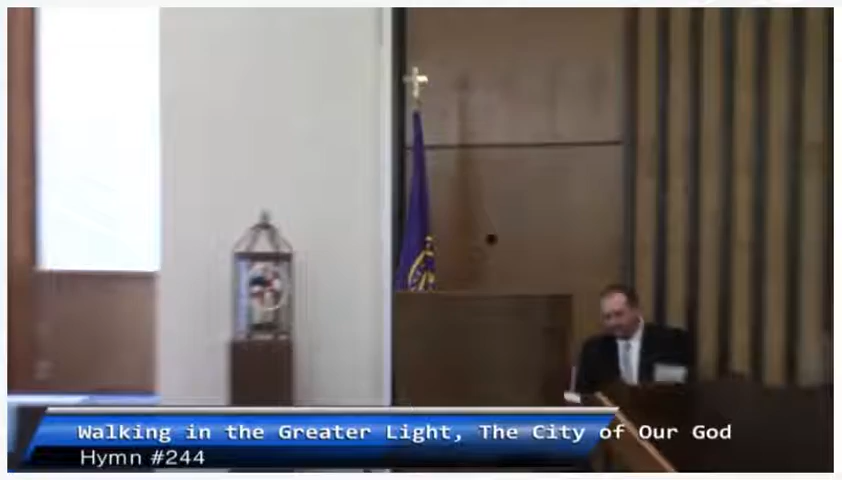 Walking in the Greater Light, The City of Our God
Hymn #244